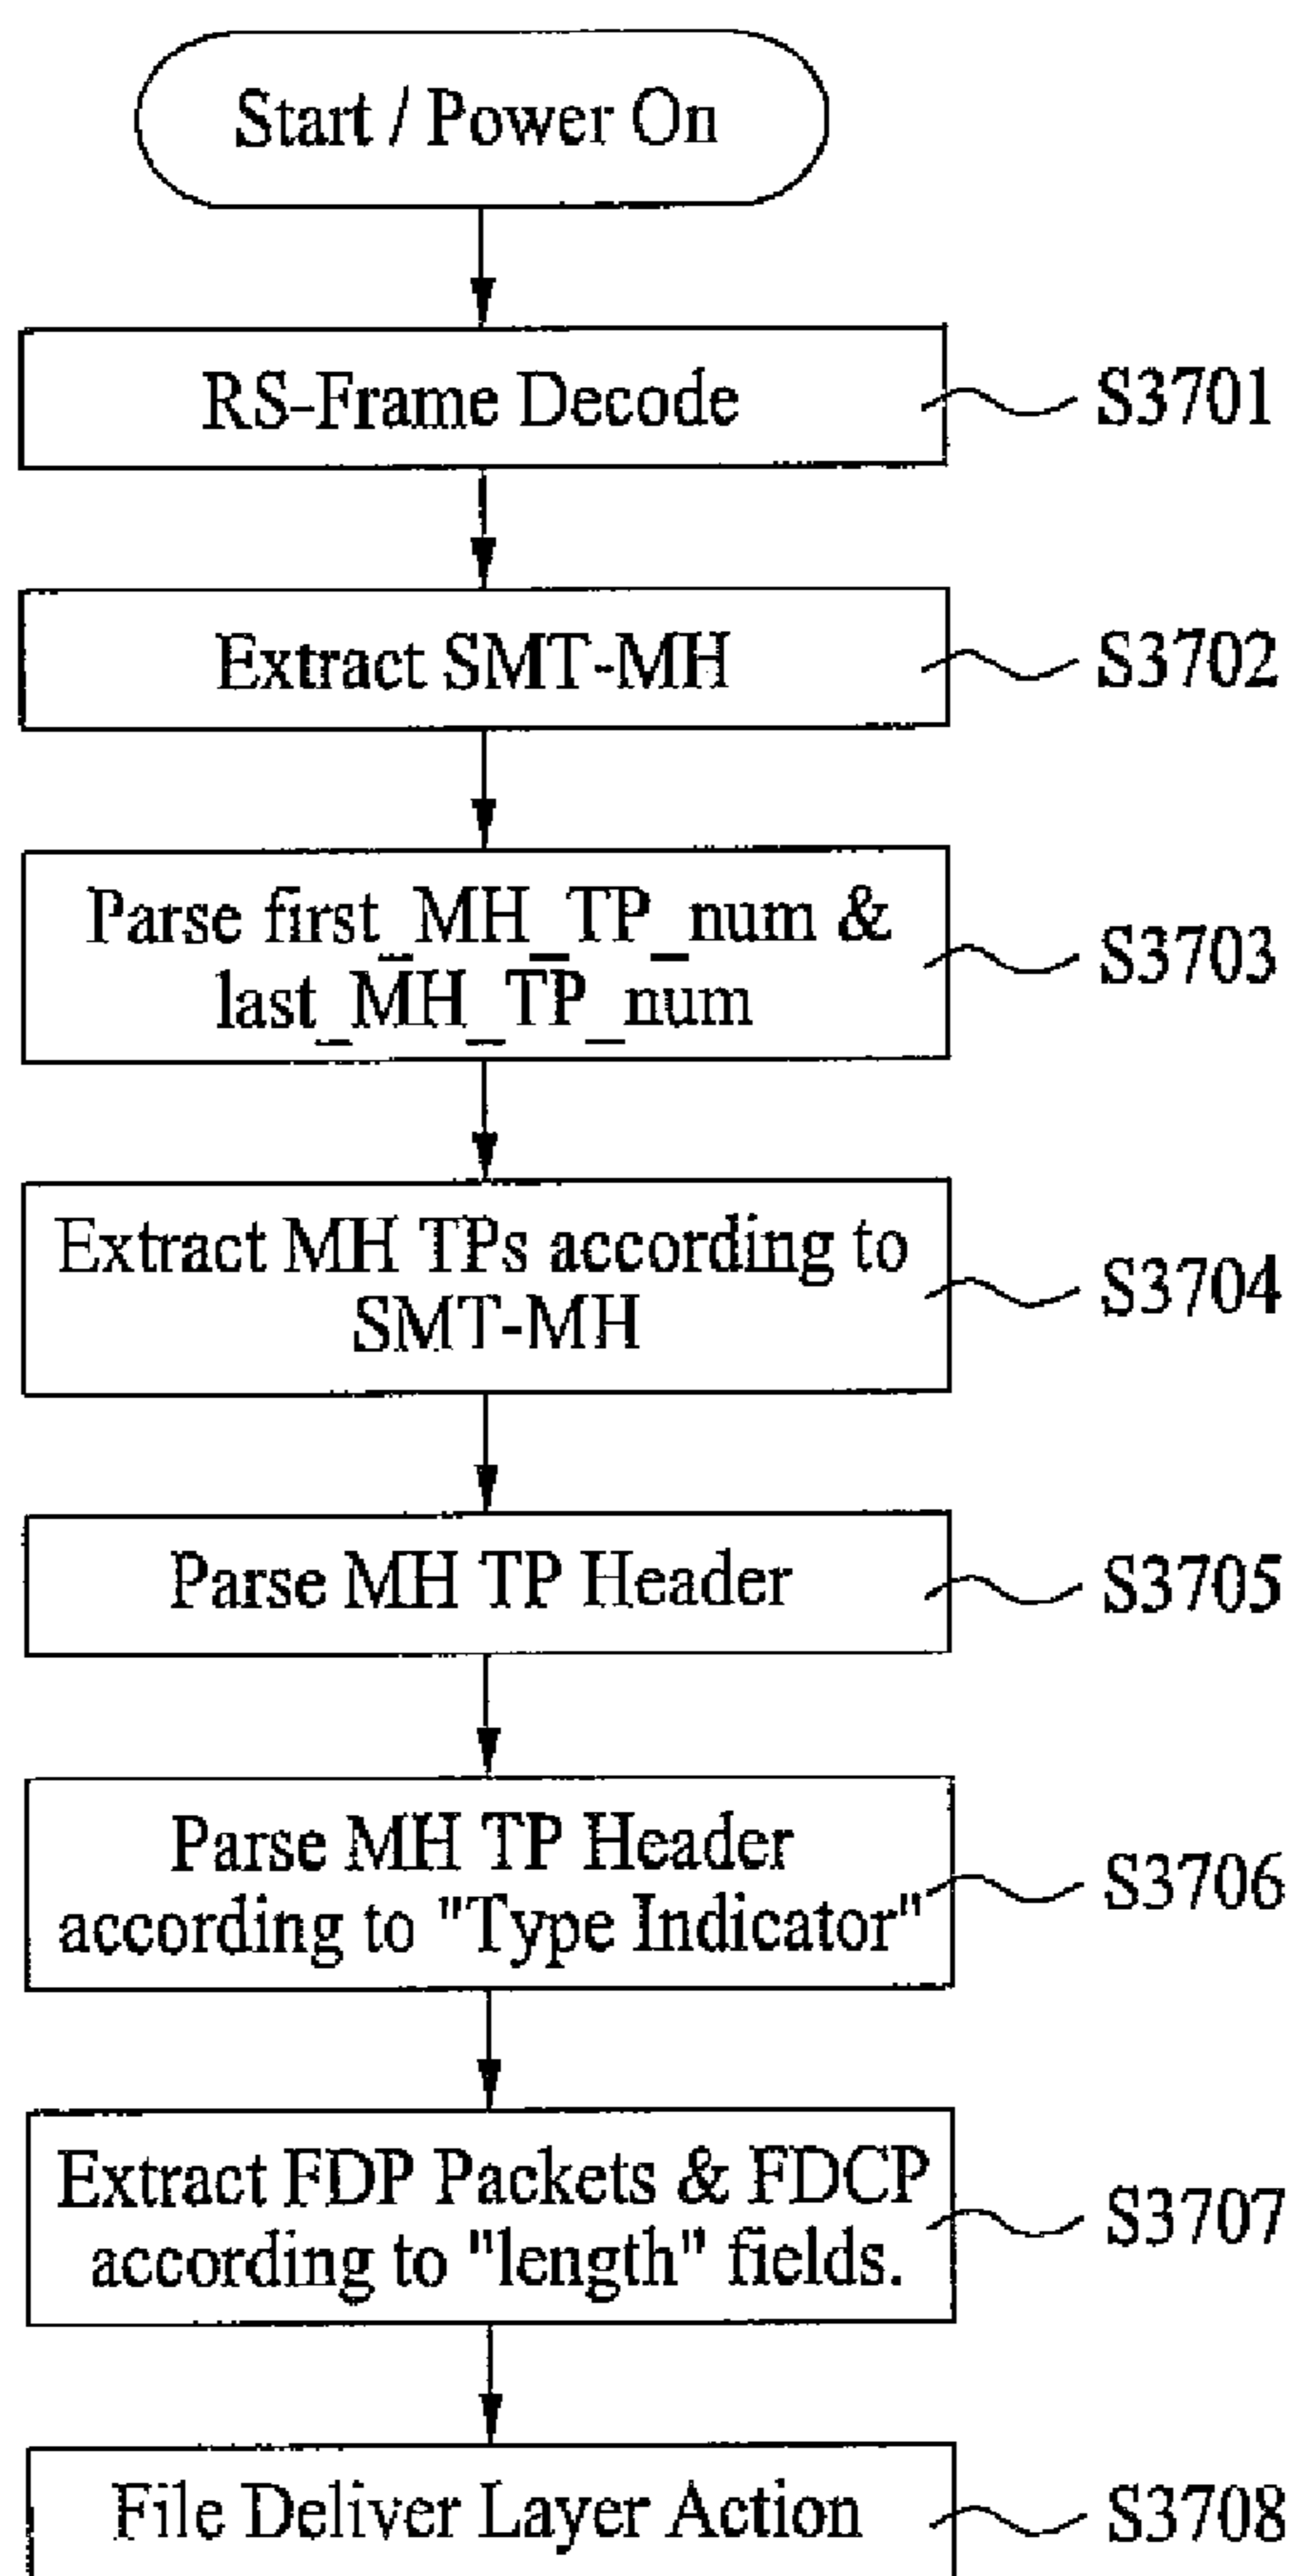 Start / Power On
RS-Frame Decode
S3701
Extract SMT-MH
S3702
Parse first_MH_TP_num &
last_MH_TP_num
S3703
Extract MH TPs according to
SMT-MH
S3704
Parse MH TP Header
S3705
Parse MH TP Header
according to "Type Indicator"
S3706
Extract FDP Packets & FDCP
according to "length" fields.
S3707
File Deliver Layer Action
S3708